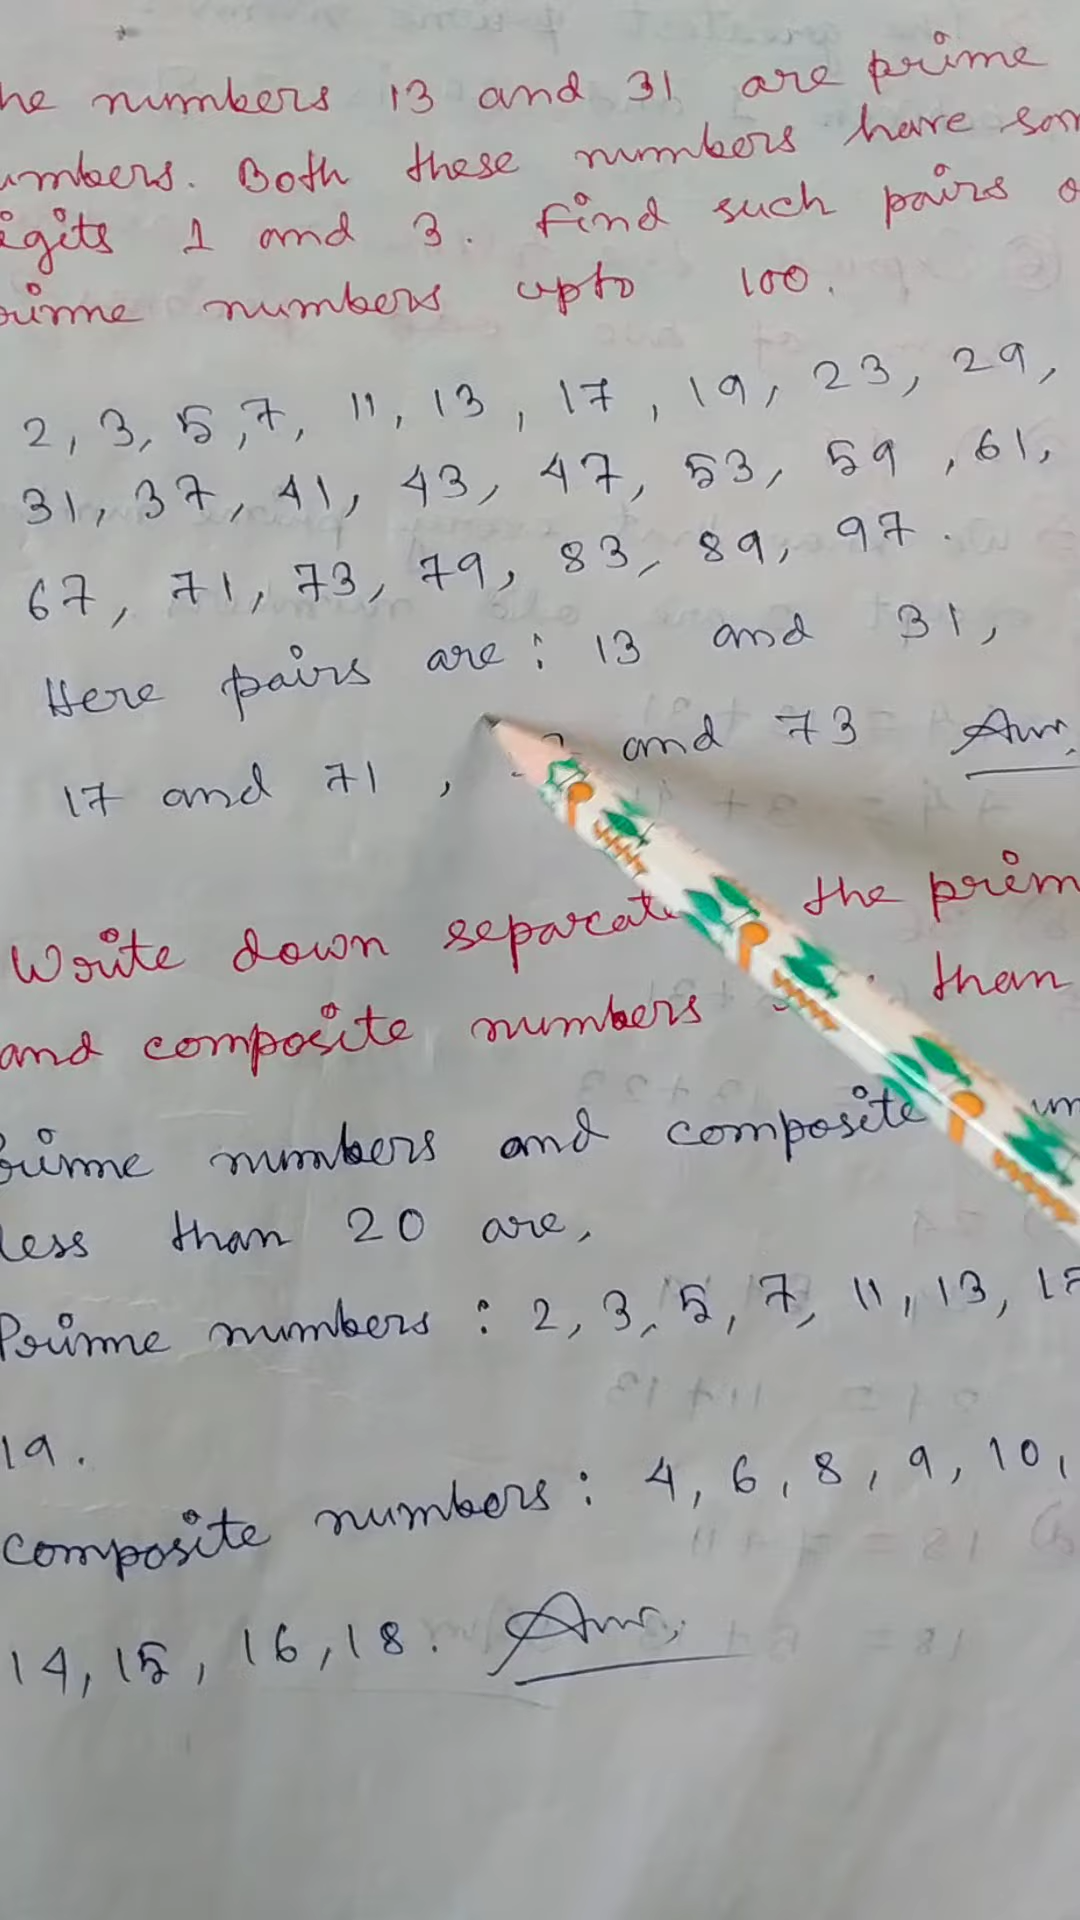 he numbers 13 and 31 are prime
umbers. Both these numbers have som
igits 1 and 3. Find such pairs o
rime numbers upto 100.
2, 3, 5, 7, 11, 13, 17, 19, 23, 29,
31, 37, 41, 43, 47, 53, 59, 61,
67, 71, 73, 79, 83, 89, 97.
Here pairs are: 13 and 31,
17 and 71, and 73 Ans,
Write down separate the prim
and composite numbers than
rime numbers and composite um
less than 20 are,
Prime numbers: 2, 3, 5, 7, 11, 13, 17
19.
composite numbers: 4, 6, 8, 9, 10,
14, 15, 16, 18. Ans,